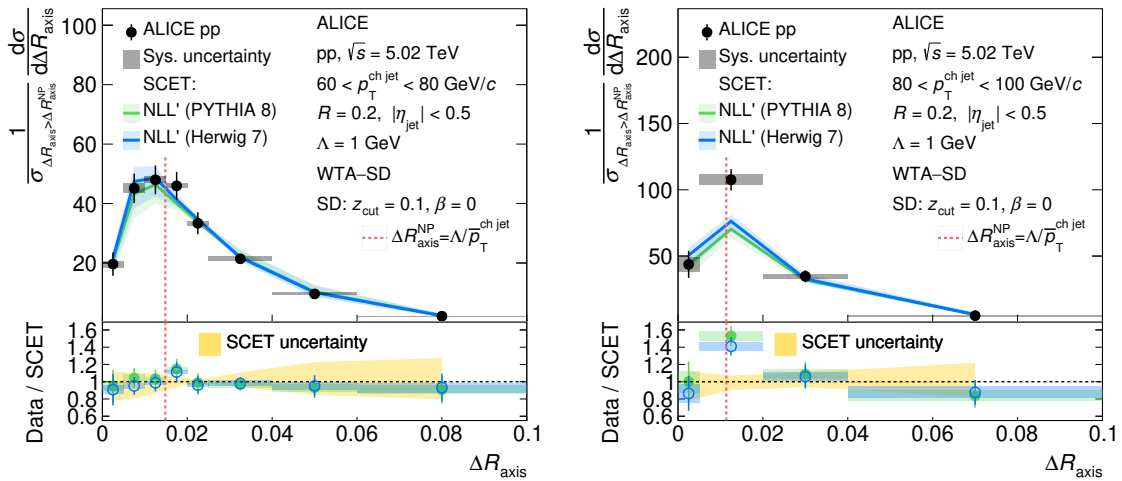 1/σ_{ΔR_axis>ΔR_axis^NP} dσ/dΔR_axis
100
80
60
40
20
ALICE pp
Sys. uncertainty
SCET:
NLL' (PYTHIA 8)
NLL' (Herwig 7)
ALICE
pp, √s = 5.02 TeV
60 < p_T^{ch jet} < 80 GeV/c
R = 0.2, |η_jet| < 0.5
Λ = 1 GeV
WTA–SD
SD: z_cut = 0.1, β = 0
ΔR_axis^NP=Λ/p̅_T^{ch jet}
Data / SCET
1.6
1.4
1.2
1
0.8
0.6
SCET uncertainty
0 0.02 0.04 0.06 0.08 0.1
ΔR_axis
1/σ_{ΔR_axis>ΔR_axis^NP} dσ/dΔR_axis
200
150
100
50
ALICE pp
Sys. uncertainty
SCET:
NLL' (PYTHIA 8)
NLL' (Herwig 7)
ALICE
pp, √s = 5.02 TeV
80 < p_T^{ch jet} < 100 GeV/c
R = 0.2, |η_jet| < 0.5
Λ = 1 GeV
WTA–SD
SD: z_cut = 0.1, β = 0
ΔR_axis^NP=Λ/p̅_T^{ch jet}
Data / SCET
1.6
1.4
1.2
1
0.8
0.6
SCET uncertainty
0 0.02 0.04 0.06 0.08 0.1
ΔR_axis